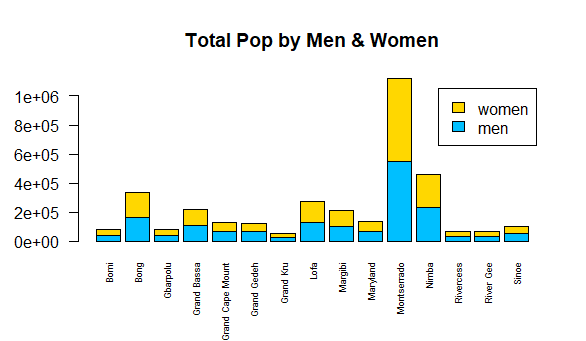 Total Pop by Men & Women
1e+06
8e+05
6e+05
4e+05
2e+05
0e+00
women
men
Bomi
Bong
Gbarpolu
Grand Bassa
Grand Cape Mount
Grand Gedeh
Grand Kru
Lofa
Margibi
Maryland
Montserrado
Nimba
Rivercess
River Gee
Sinoe